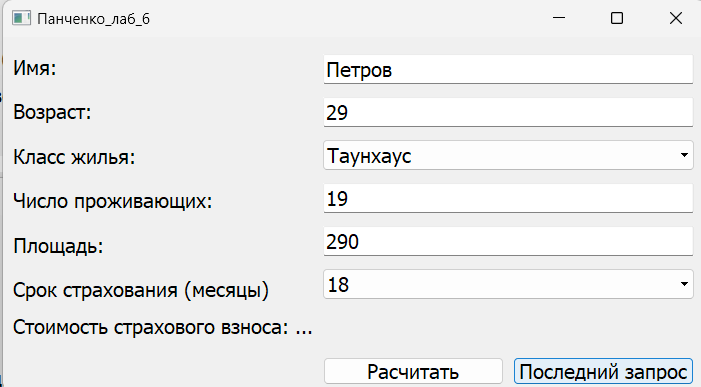 Панченко_лаб_6
Имя: Петров
Возраст: 29
Класс жилья: Таунхаус
Число проживающих: 19
Площадь: 290
Срок страхования (месяцы) 18
Стоимость страхового взноса: ...
Расчитать Последний запрос